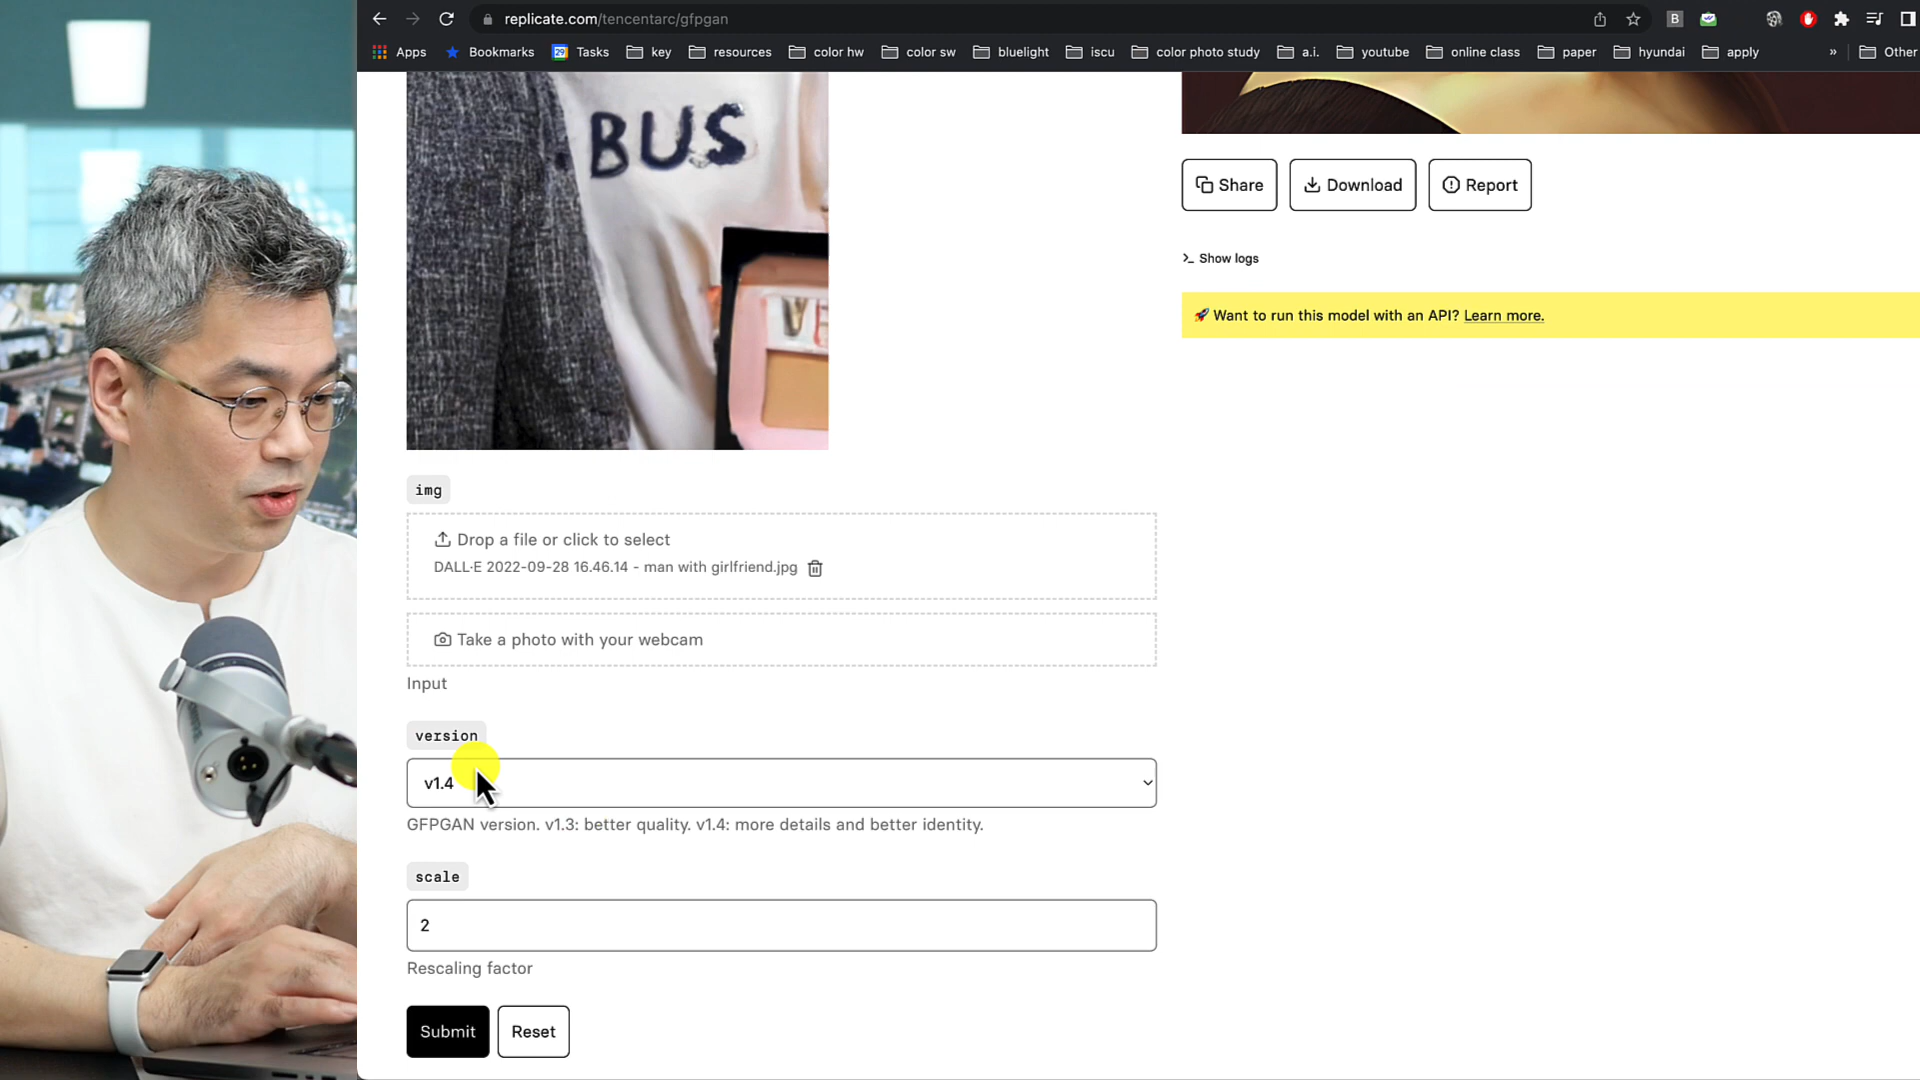 replicate.com/tencentarc/gfpgan
B
Apps
Bookmarks
29
Tasks
key
resources
color hw
color sw
bluelight
iscu
color photo study
a.i.
youtube
online class
paper
hyundai
apply
»
Other
BUS
Share
Download
Report
>_ Show logs
🚀 Want to run this model with an API? Learn more.
img
Drop a file or click to select
DALL·E 2022-09-28 16.46.14 - man with girlfriend.jpg
Take a photo with your webcam
Input
version
v1.4
GFPGAN version. v1.3: better quality. v1.4: more details and better identity.
scale
2
Rescaling factor
Submit
Reset